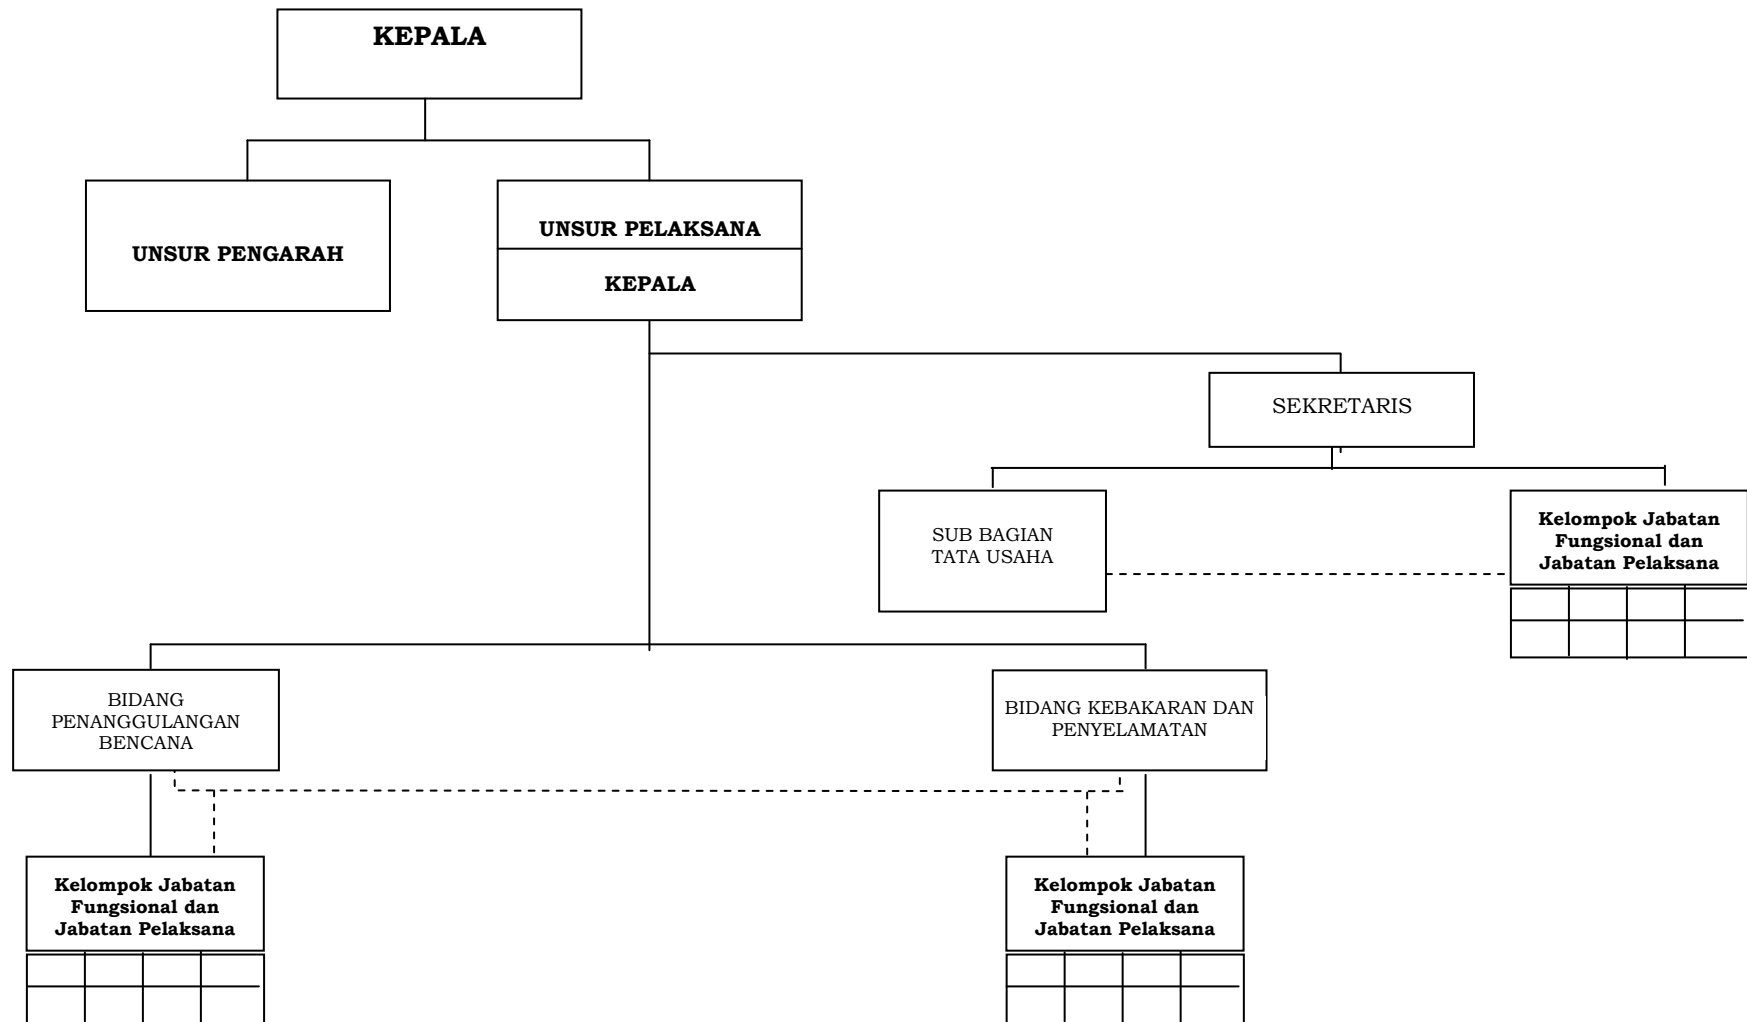 KEPALA
UNSUR PENGARAH
UNSUR PELAKSANA
KEPALA
SEKRETARIS
SUB BAGIAN
TATA USAHA
Kelompok Jabatan
Fungsional dan
Jabatan Pelaksana
BIDANG
PENANGGULANGAN
BENCANA
BIDANG KEBAKARAN DAN
PENYELAMATAN
Kelompok Jabatan
Fungsional dan
Jabatan Pelaksana
Kelompok Jabatan
Fungsional dan
Jabatan Pelaksana